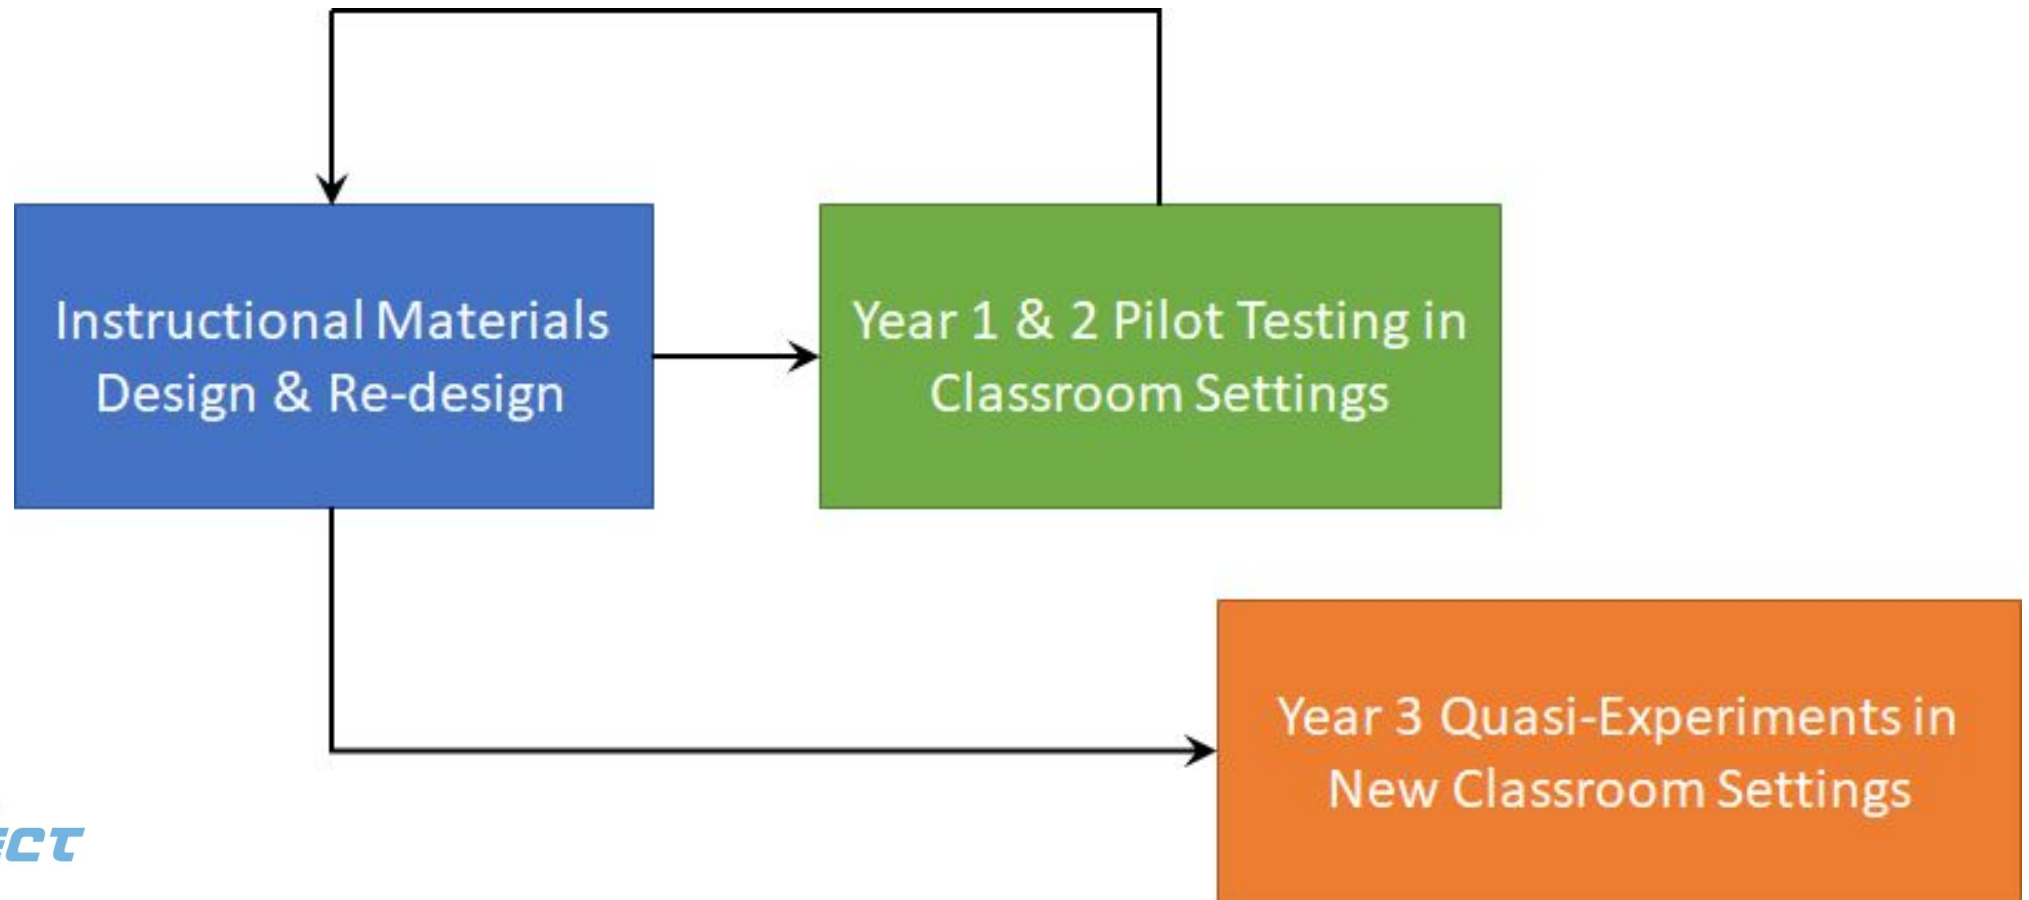 Instructional Materials
Design & Re-design
Year 1 & 2 Pilot Testing in
Classroom Settings
Year 3 Quasi-Experiments in
New Classroom Settings